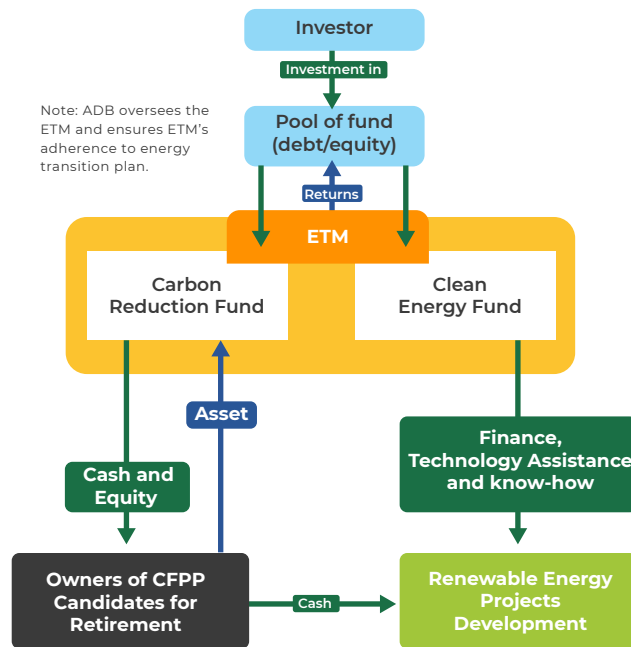 Investor
Investment in
Note: ADB oversees the
ETM and ensures ETM’s
adherence to energy
transition plan.
Pool of fund
(debt/equity)
Returns
ETM
Carbon
Reduction Fund
Clean
Energy Fund
Asset
Cash and
Equity
Finance,
Technology Assistance
and know-how
Owners of CFPP
Candidates for
Retirement
Cash
Renewable Energy
Projects
Development